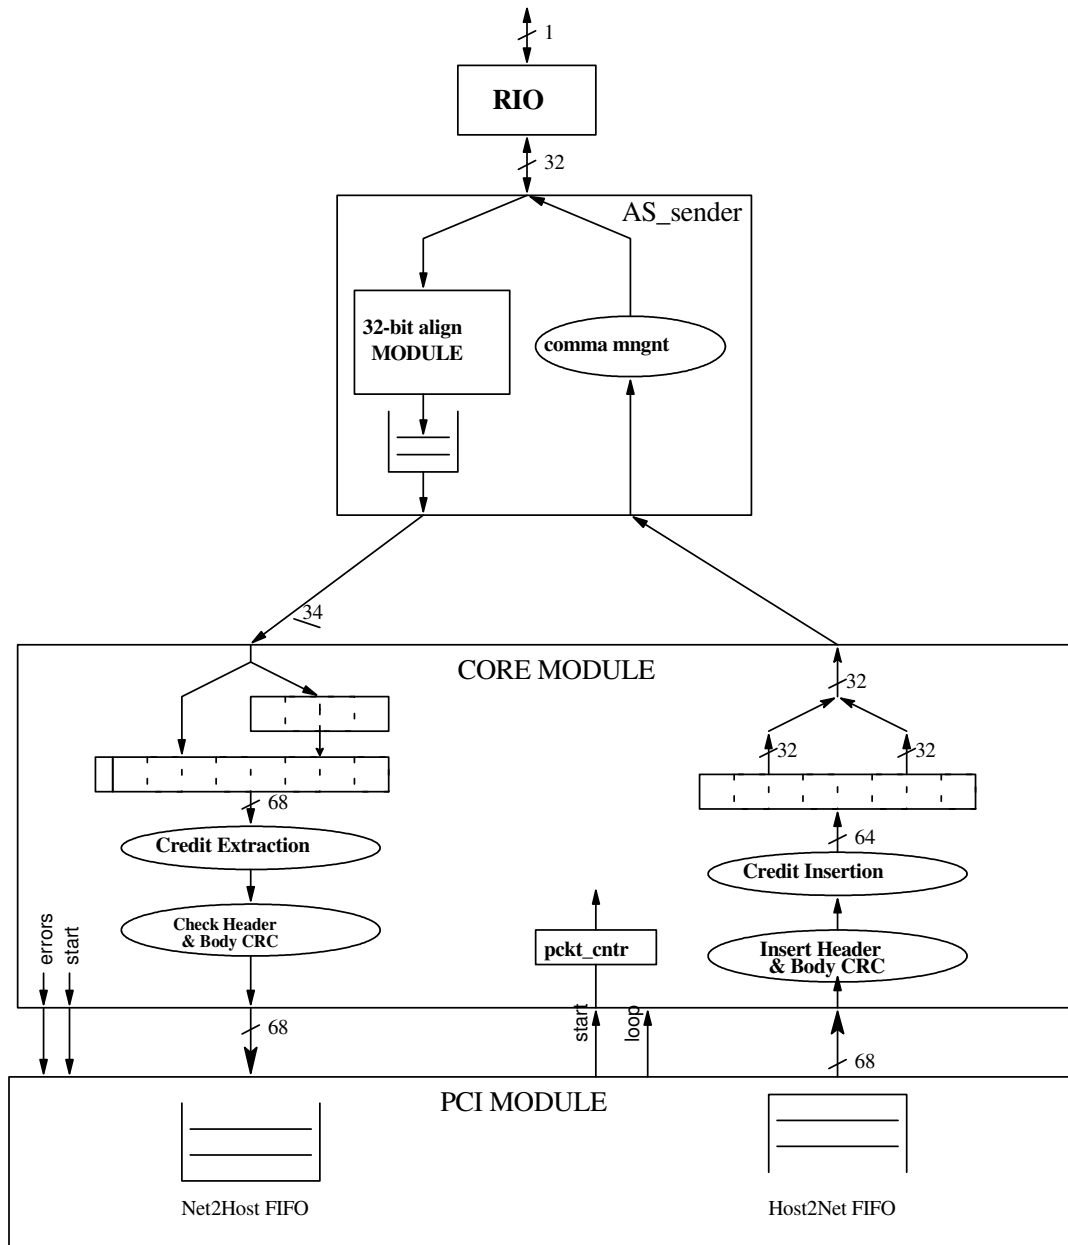 1
RIO
32
AS_sender
32-bit align
MODULE
comma mngnt
34
CORE MODULE
32
32
32
68
64
Credit Extraction
Credit Insertion
Check Header
& Body CRC
errors
start
pckt_cntr
Insert Header
& Body CRC
68
start
loop
68
PCI MODULE
Net2Host FIFO
Host2Net FIFO